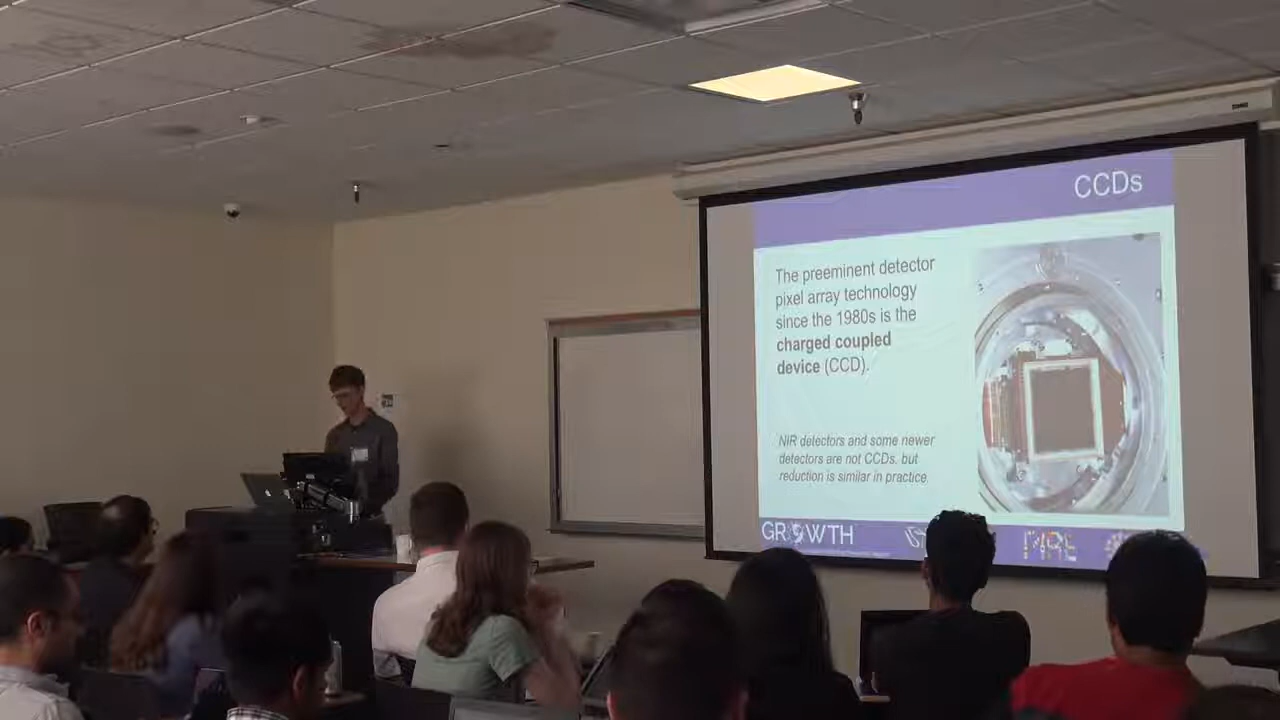 CCDs
The preeminent detector
pixel array technology
since the 1980s is the
charged coupled
device (CCD).
NIR detectors and some newer
detectors are not CCDs, but
reduction is similar in practice.
GROWTH